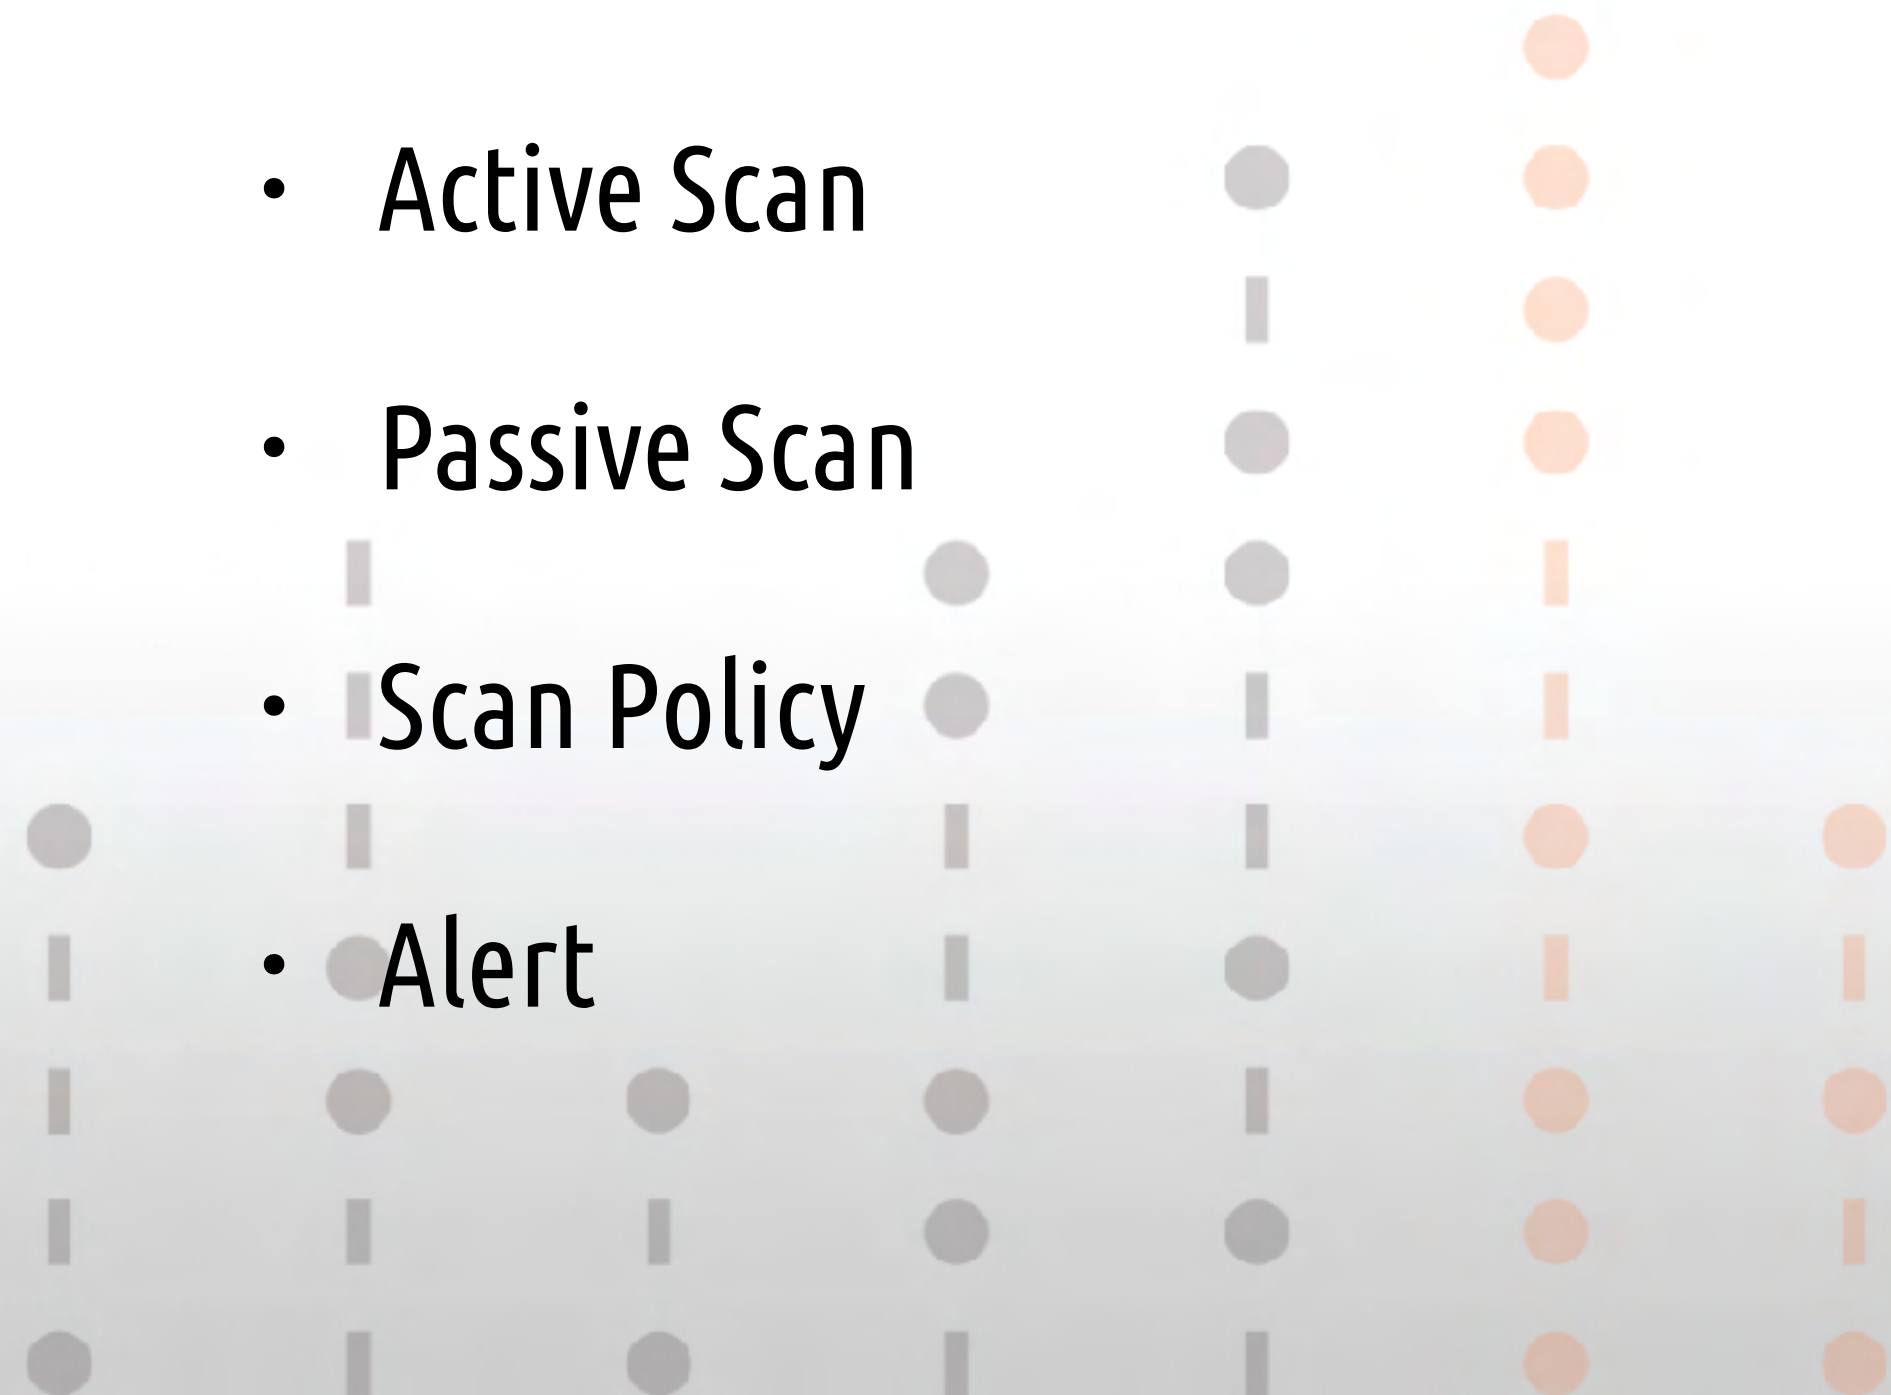 • Active Scan
• Passive Scan
• Scan Policy
• Alert